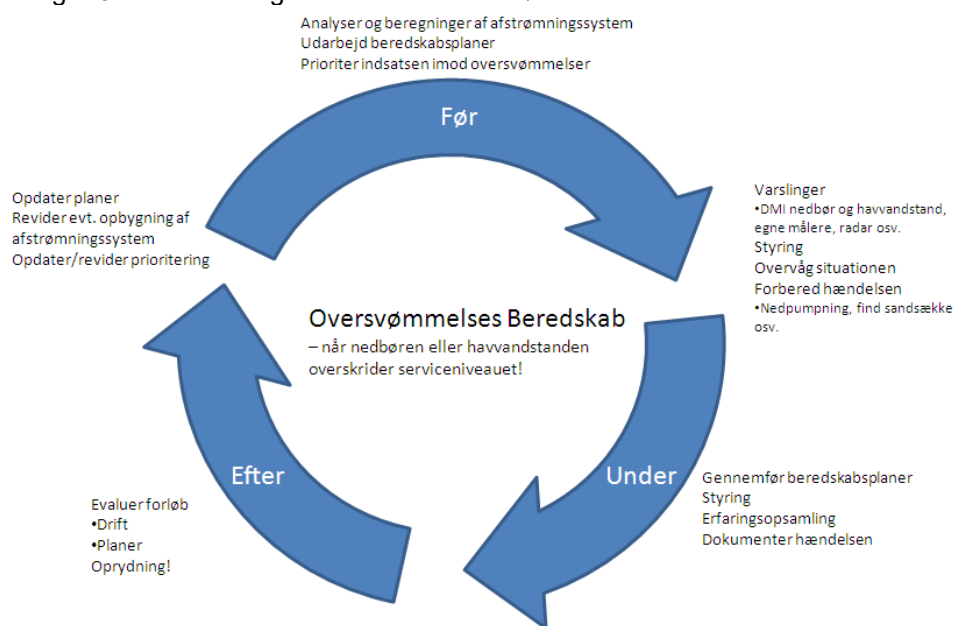 Analyser og beregninger af afstrømningssystem
Udarbejd beredskabsplaner
Prioriter indsatsen imod oversvømmelser
Før
Varslinger
•DMI nedbør og havvandstand,
egne målere, radar osv.
Styring
Overvåg situationen
Forbered hændelsen
•Nedpumpning, find sandsække
osv.
Opdater planer
Revider evt. opbygning af
afstrømningssystem
Opdater/revider prioritering
Oversvømmelses Beredskab
– når nedbøren eller havvandstanden
overskrider serviceniveauet!
Under
Gennemfør beredskabsplaner
Styring
Erfaringsopsamling
Dokumenter hændelsen
Efter
Evaluer forløb
•Drift
•Planer
Oprydning!